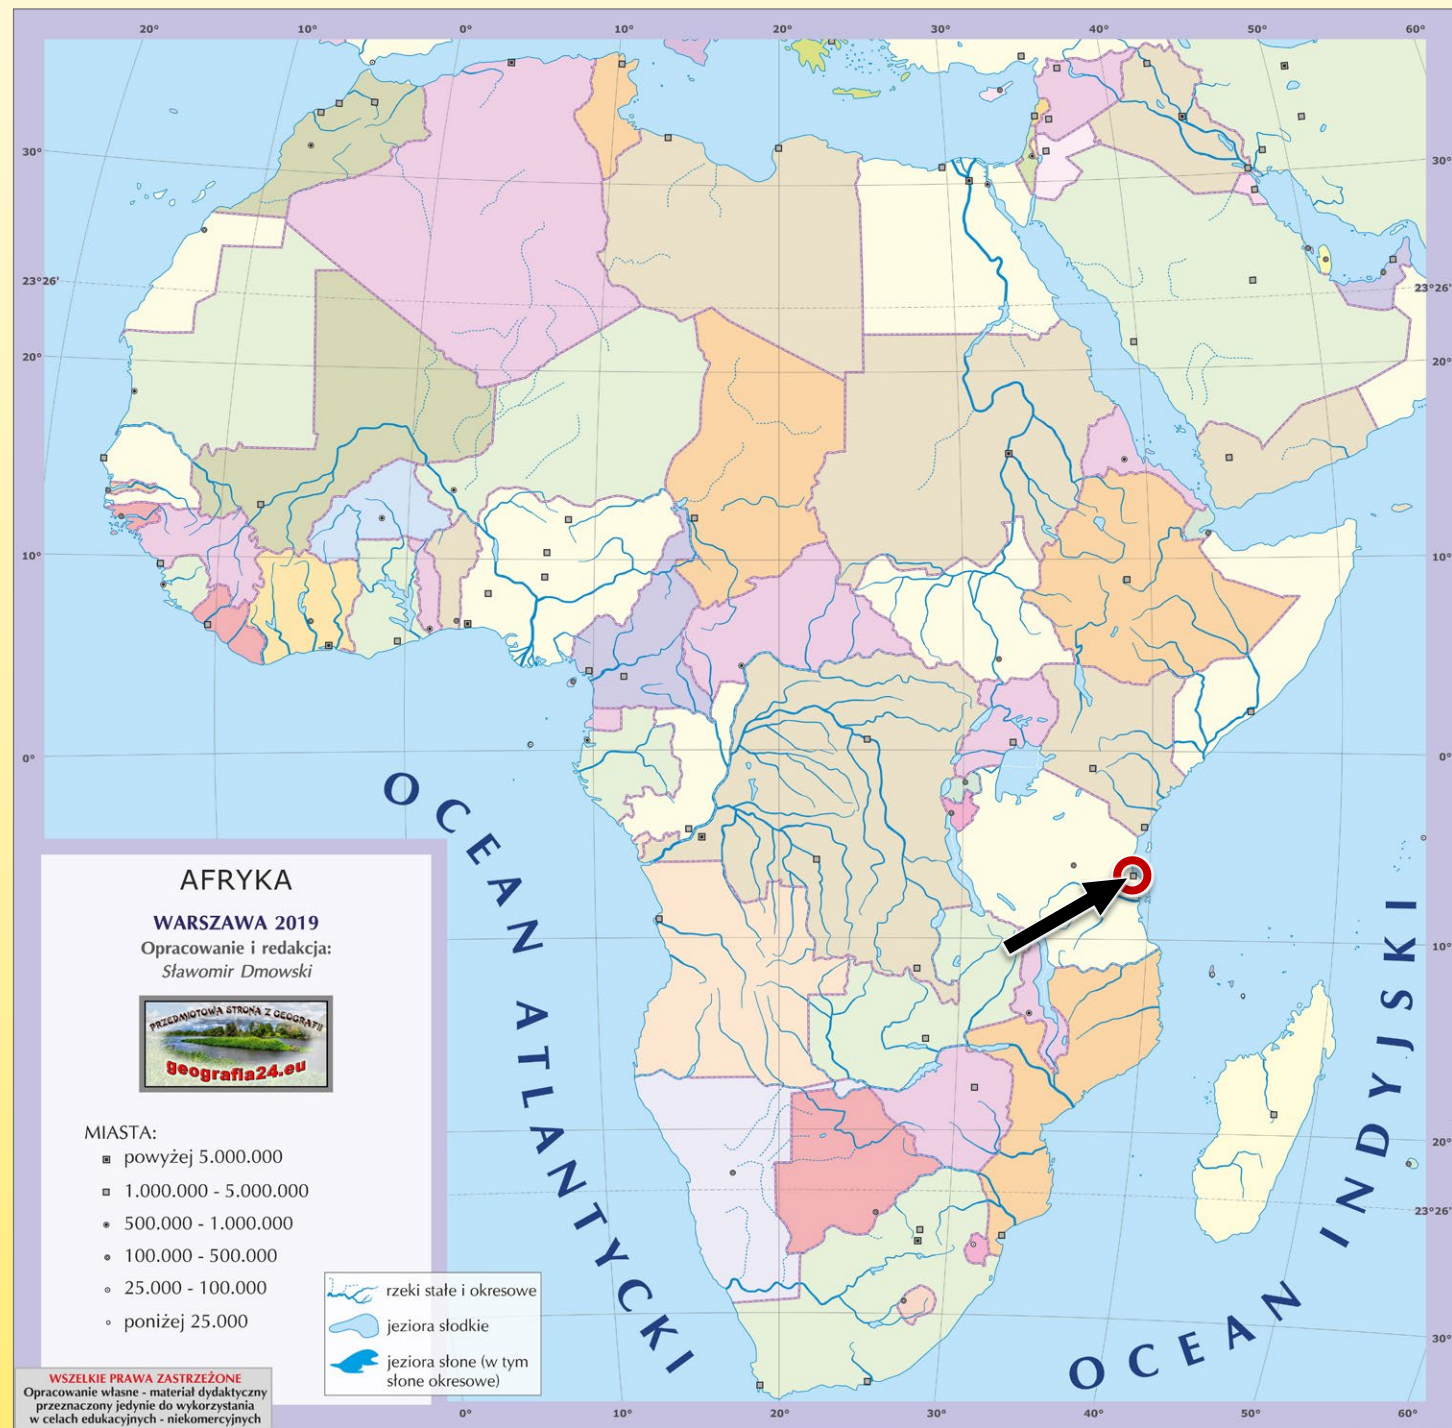 20° 10° 0° 10° 20° 30° 40° 50° 60°
30° 30°
23°26' 23°26'
20° 20°
10° 10°
0° 0°
10°
20°
23°26'
30°
OCEAN ATLANTYCKI
OCEAN INDYJSKI
AFRYKA
WARSZAWA 2019
Opracowanie i redakcja:
Sławomir Dmowski
PRZEDMIOTOWA STRONA Z GEOGRAFII
geografia24.eu
MIASTA:
powyżej 5.000.000
1.000.000 - 5.000.000
500.000 - 1.000.000
100.000 - 500.000
25.000 - 100.000
poniżej 25.000
rzeki stałe i okresowe
jeziora słodkie
jeziora słone (w tym
słone okresowe)
WSZELKIE PRAWA ZASTRZEŻONE
Opracowanie własne - materiał dydaktyczny
przeznaczony jedynie do wykorzystania
w celach edukacyjnych - niekomercyjnych
0° 10° 20° 30° 40° 50° 60°